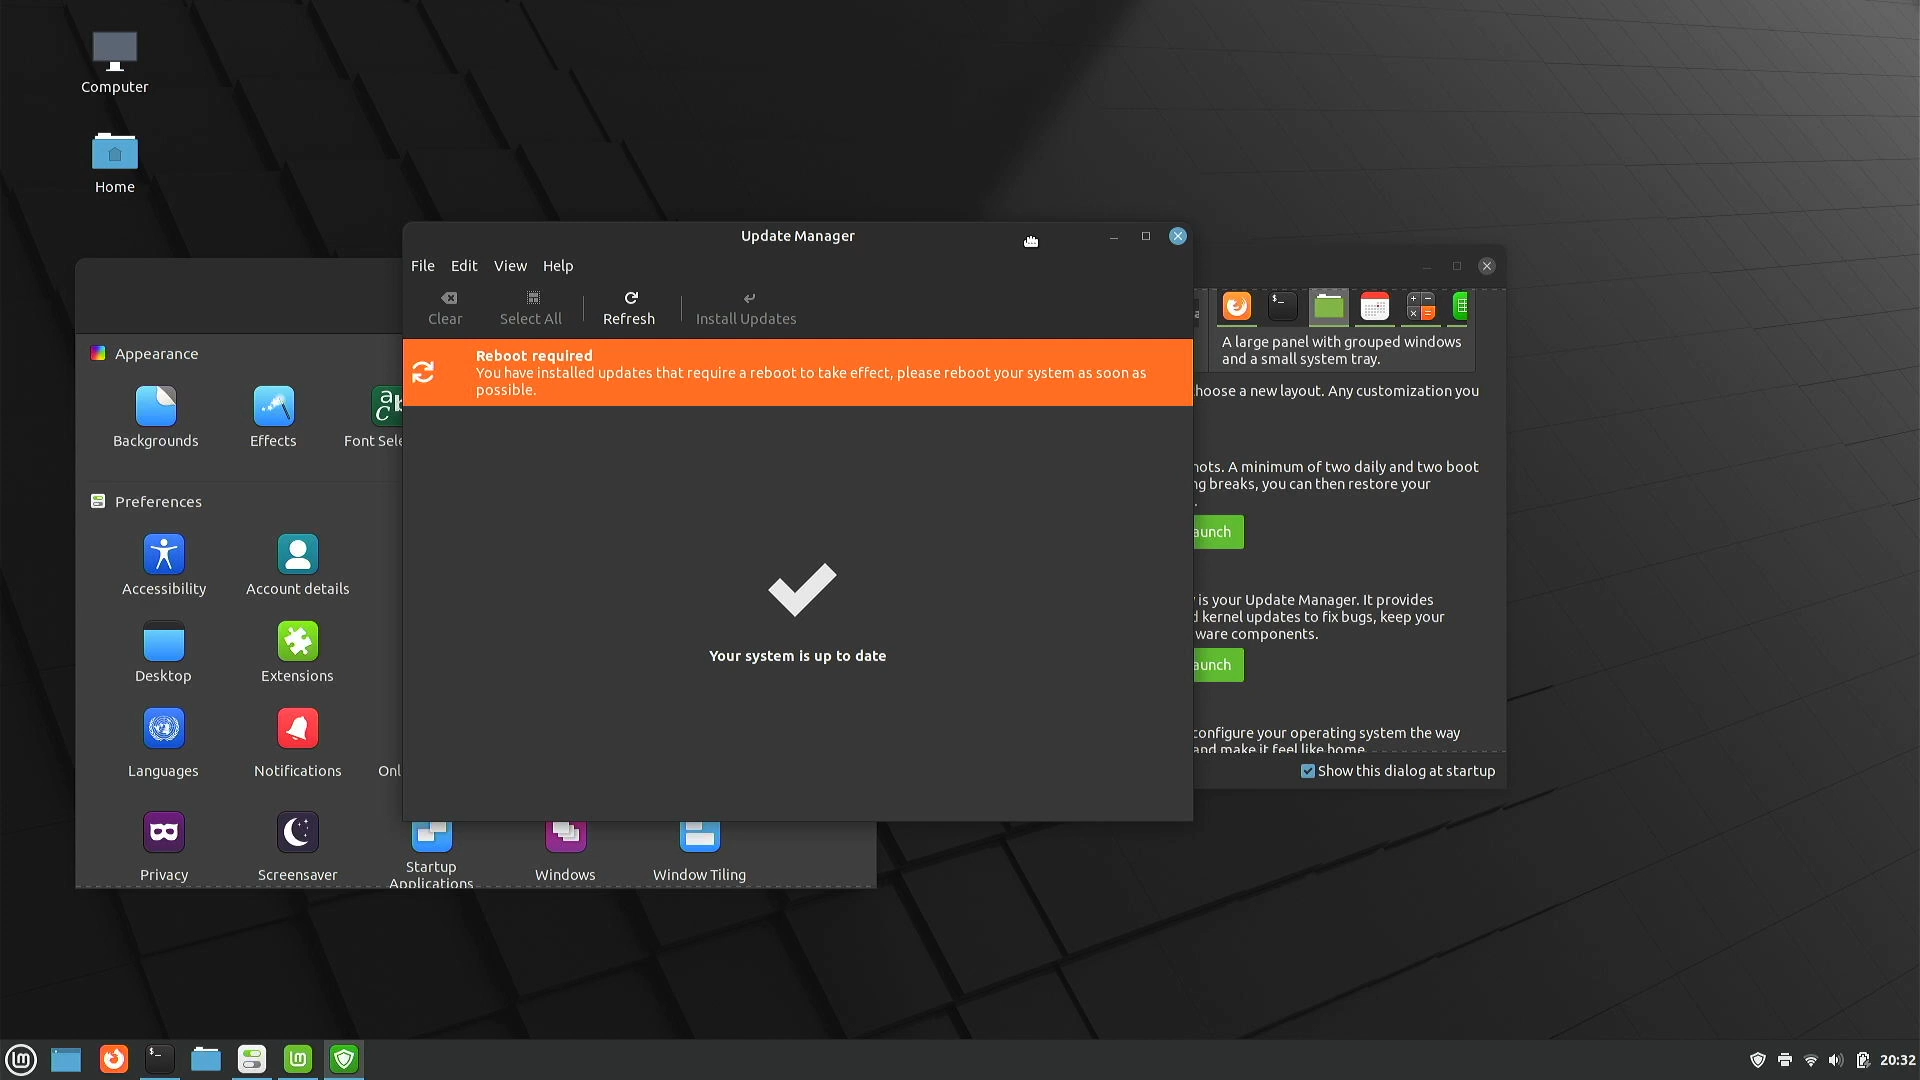 Computer
Home
Update Manager
File Edit View Help
Clear Select All Refresh Install Updates
Reboot required
You have installed updates that require a reboot to take effect, please reboot your system as soon as
possible.
Your system is up to date
Appearance
Backgrounds Effects Font Sele
Preferences
Accessibility Account details
Desktop Extensions
Languages Notifications Onl
Privacy Screensaver Startup
Applications Windows Window Tiling
A large panel with grouped windows
and a small system tray.
hoose a new layout. Any customization you
ots. A minimum of two daily and two boot
g breaks, you can then restore your
.
aunch
is your Update Manager. It provides
d kernel updates to fix bugs, keep your
ware components.
aunch
configure your operating system the way
and make it feel like home.
Show this dialog at startup
20:32